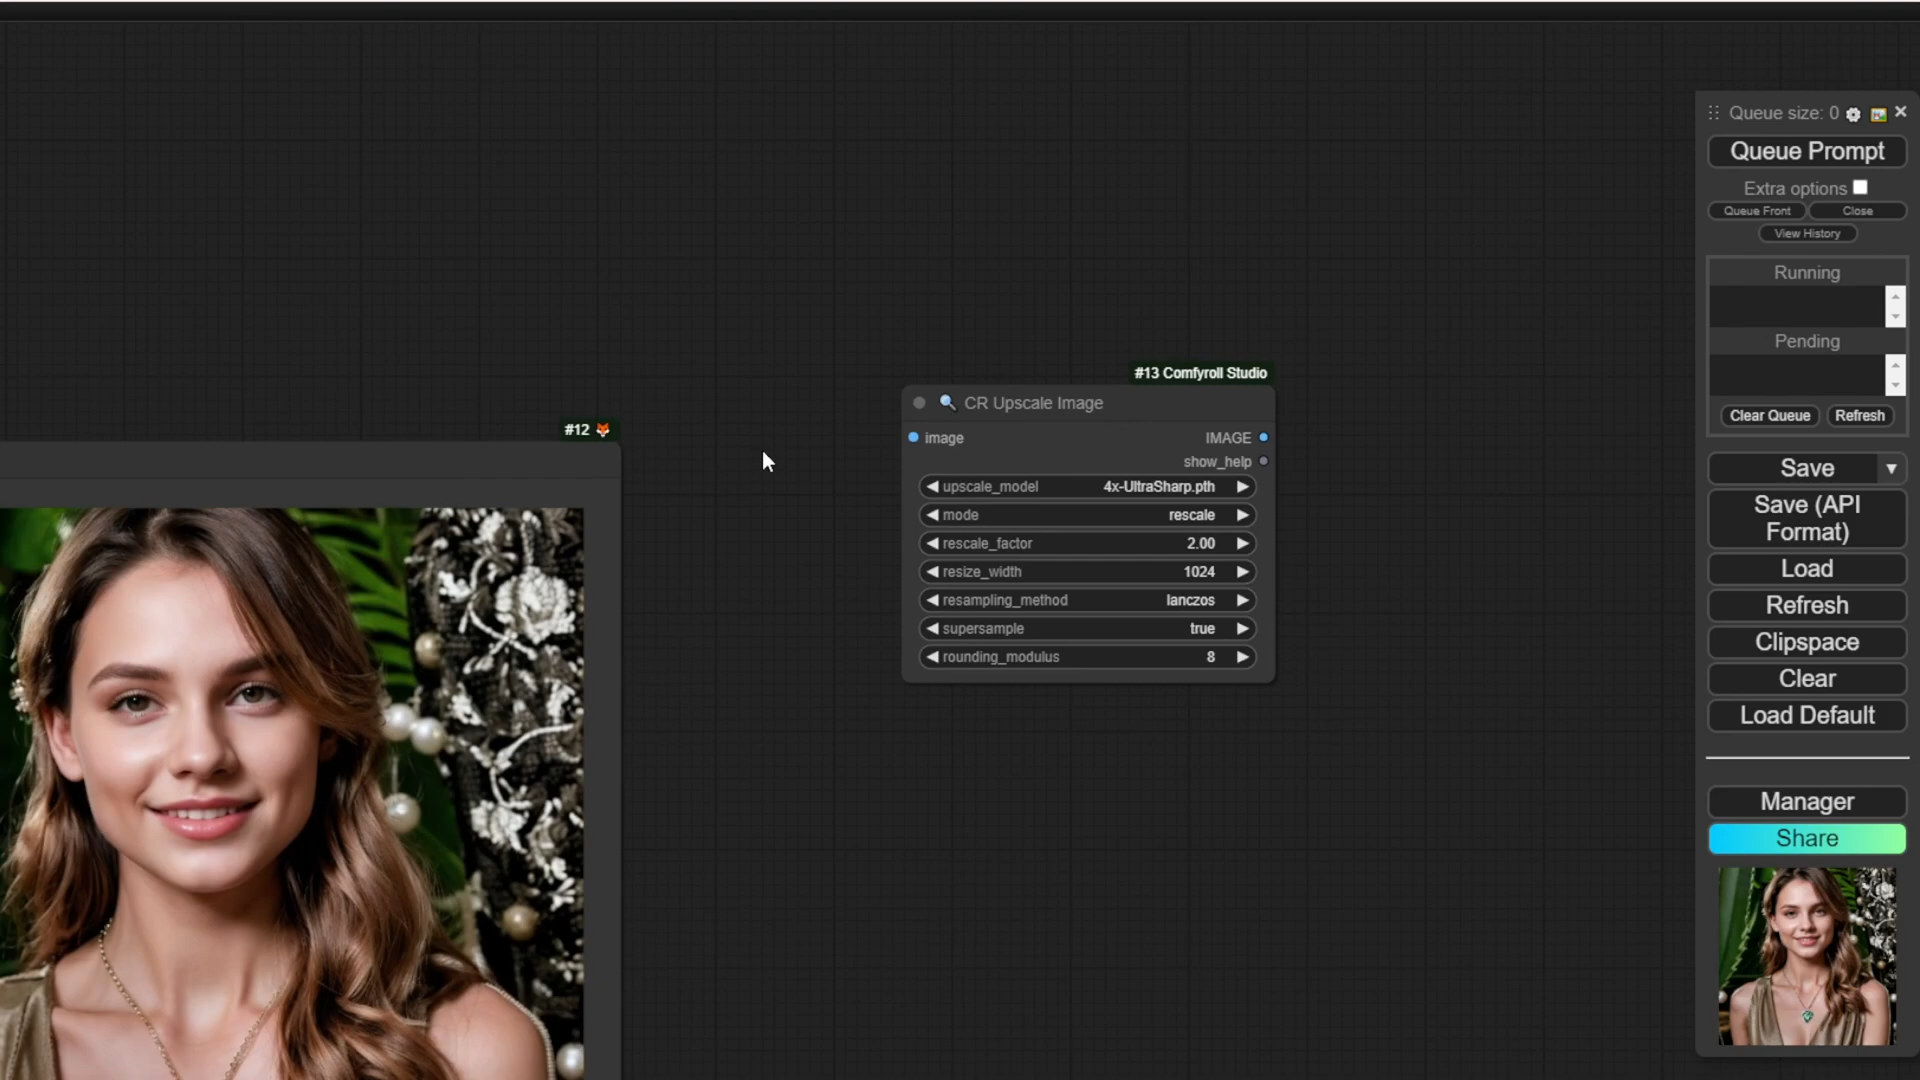 #12
#13 Comfyroll Studio
CR Upscale Image
image IMAGE
show_help
upscale_model 4x-UltraSharp.pth
mode rescale
rescale_factor 2.00
resize_width 1024
resampling_method lanczos
supersample true
rounding_modulus 8
Queue size: 0
Queue Prompt
Extra options
Queue Front Close
View History
Running
Pending
Clear Queue Refresh
Save
Save (API
Format)
Load
Refresh
Clipspace
Clear
Load Default
Manager
Share